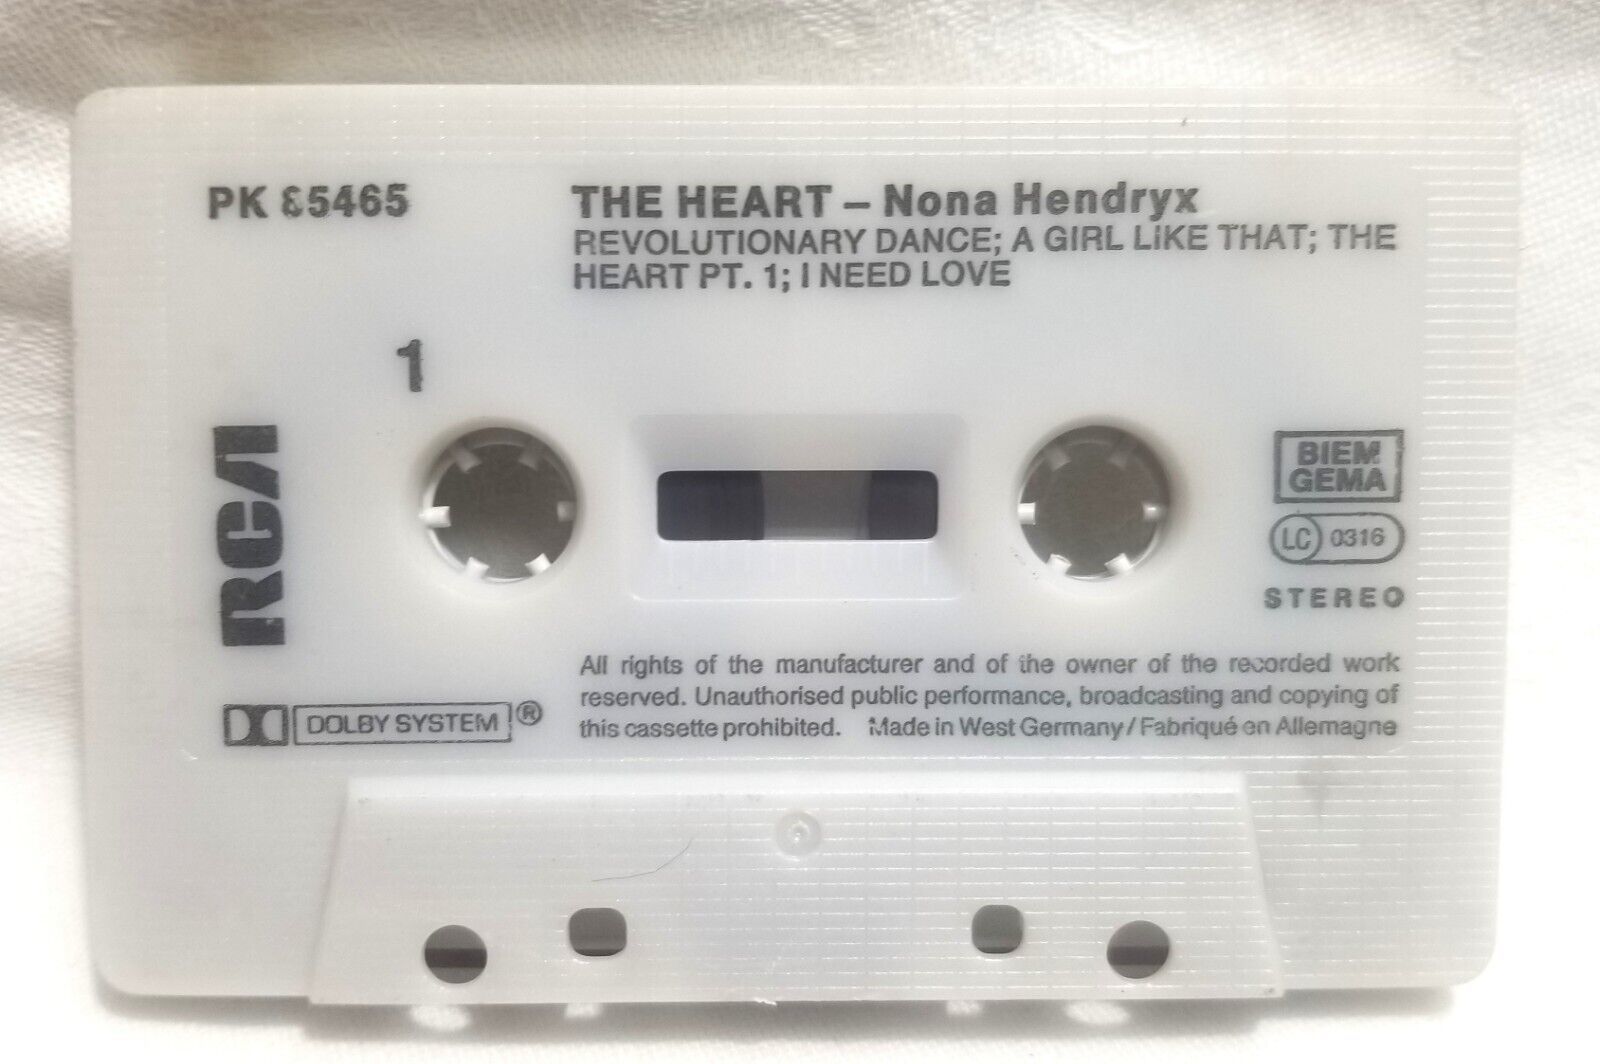 PK 85465
THE HEART – Nona Hendryx
REVOLUTIONARY DANCE; A GIRL LIKE THAT; THE
HEART PT. 1; I NEED LOVE
1
RCA
BIEM
GEMA
LC 0316
STEREO
All rights of the manufacturer and of the owner of the recorded work
reserved. Unauthorised public performance, broadcasting and copying of
this cassette prohibited. Made in West Germany/Fabriqué en Allemagne
DOLBY SYSTEM ®